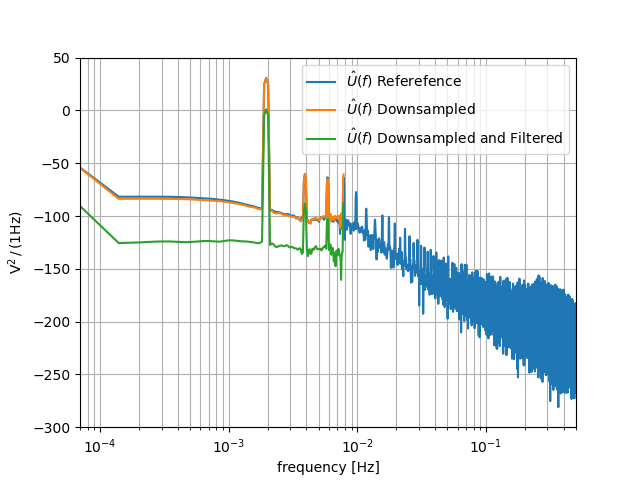 Û(f) Referefence
Û(f) Downsampled
Û(f) Downsampled and Filtered
50
0
−50
−100
−150
−200
−250
−300
V² / (1Hz)
10⁻⁴
10⁻³
10⁻²
10⁻¹
frequency [Hz]